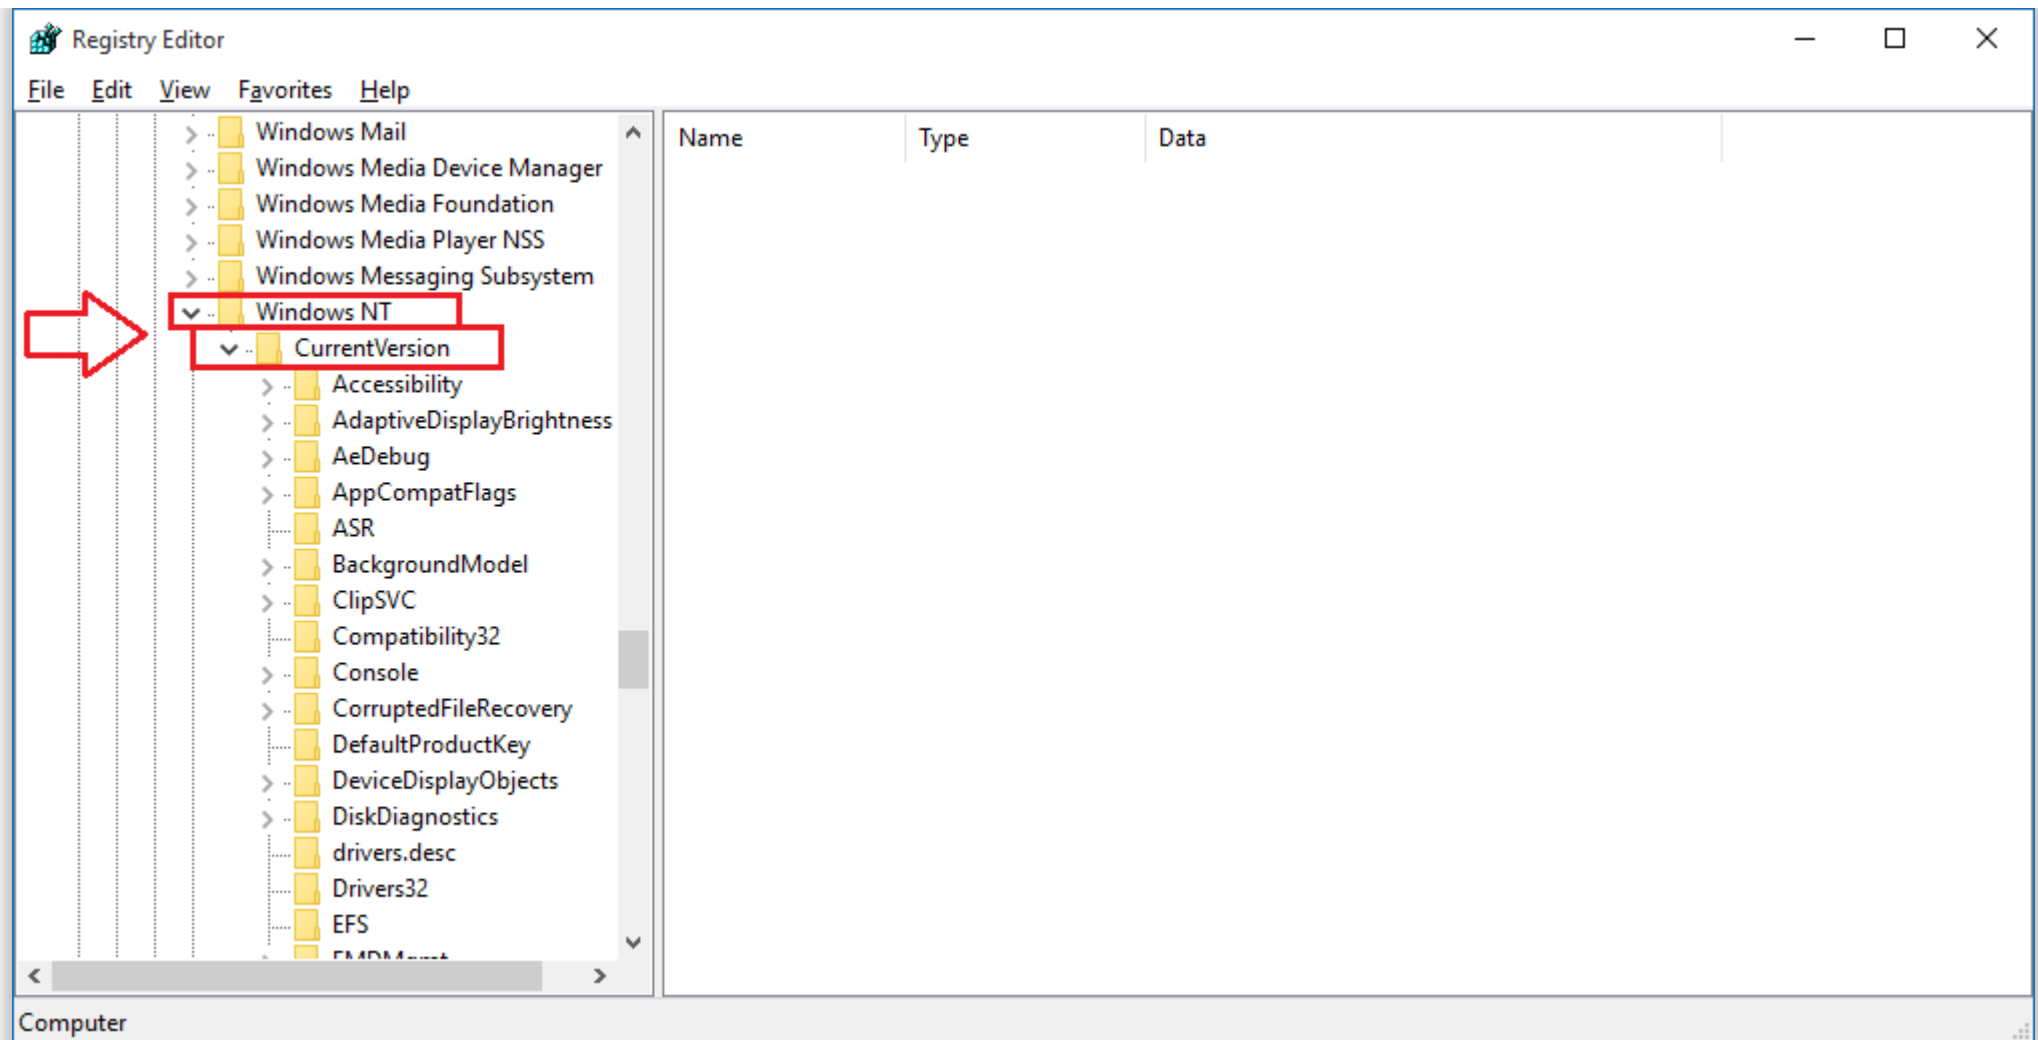 Registry Editor
File Edit View Favorites Help
Windows Mail
Windows Media Device Manager
Windows Media Foundation
Windows Media Player NSS
Windows Messaging Subsystem
Windows NT
CurrentVersion
Accessibility
AdaptiveDisplayBrightness
AeDebug
AppCompatFlags
ASR
BackgroundModel
ClipSVC
Compatibility32
Console
CorruptedFileRecovery
DefaultProductKey
DeviceDisplayObjects
DiskDiagnostics
drivers.desc
Drivers32
EFS
EMDMgmt
Name Type Data
Computer